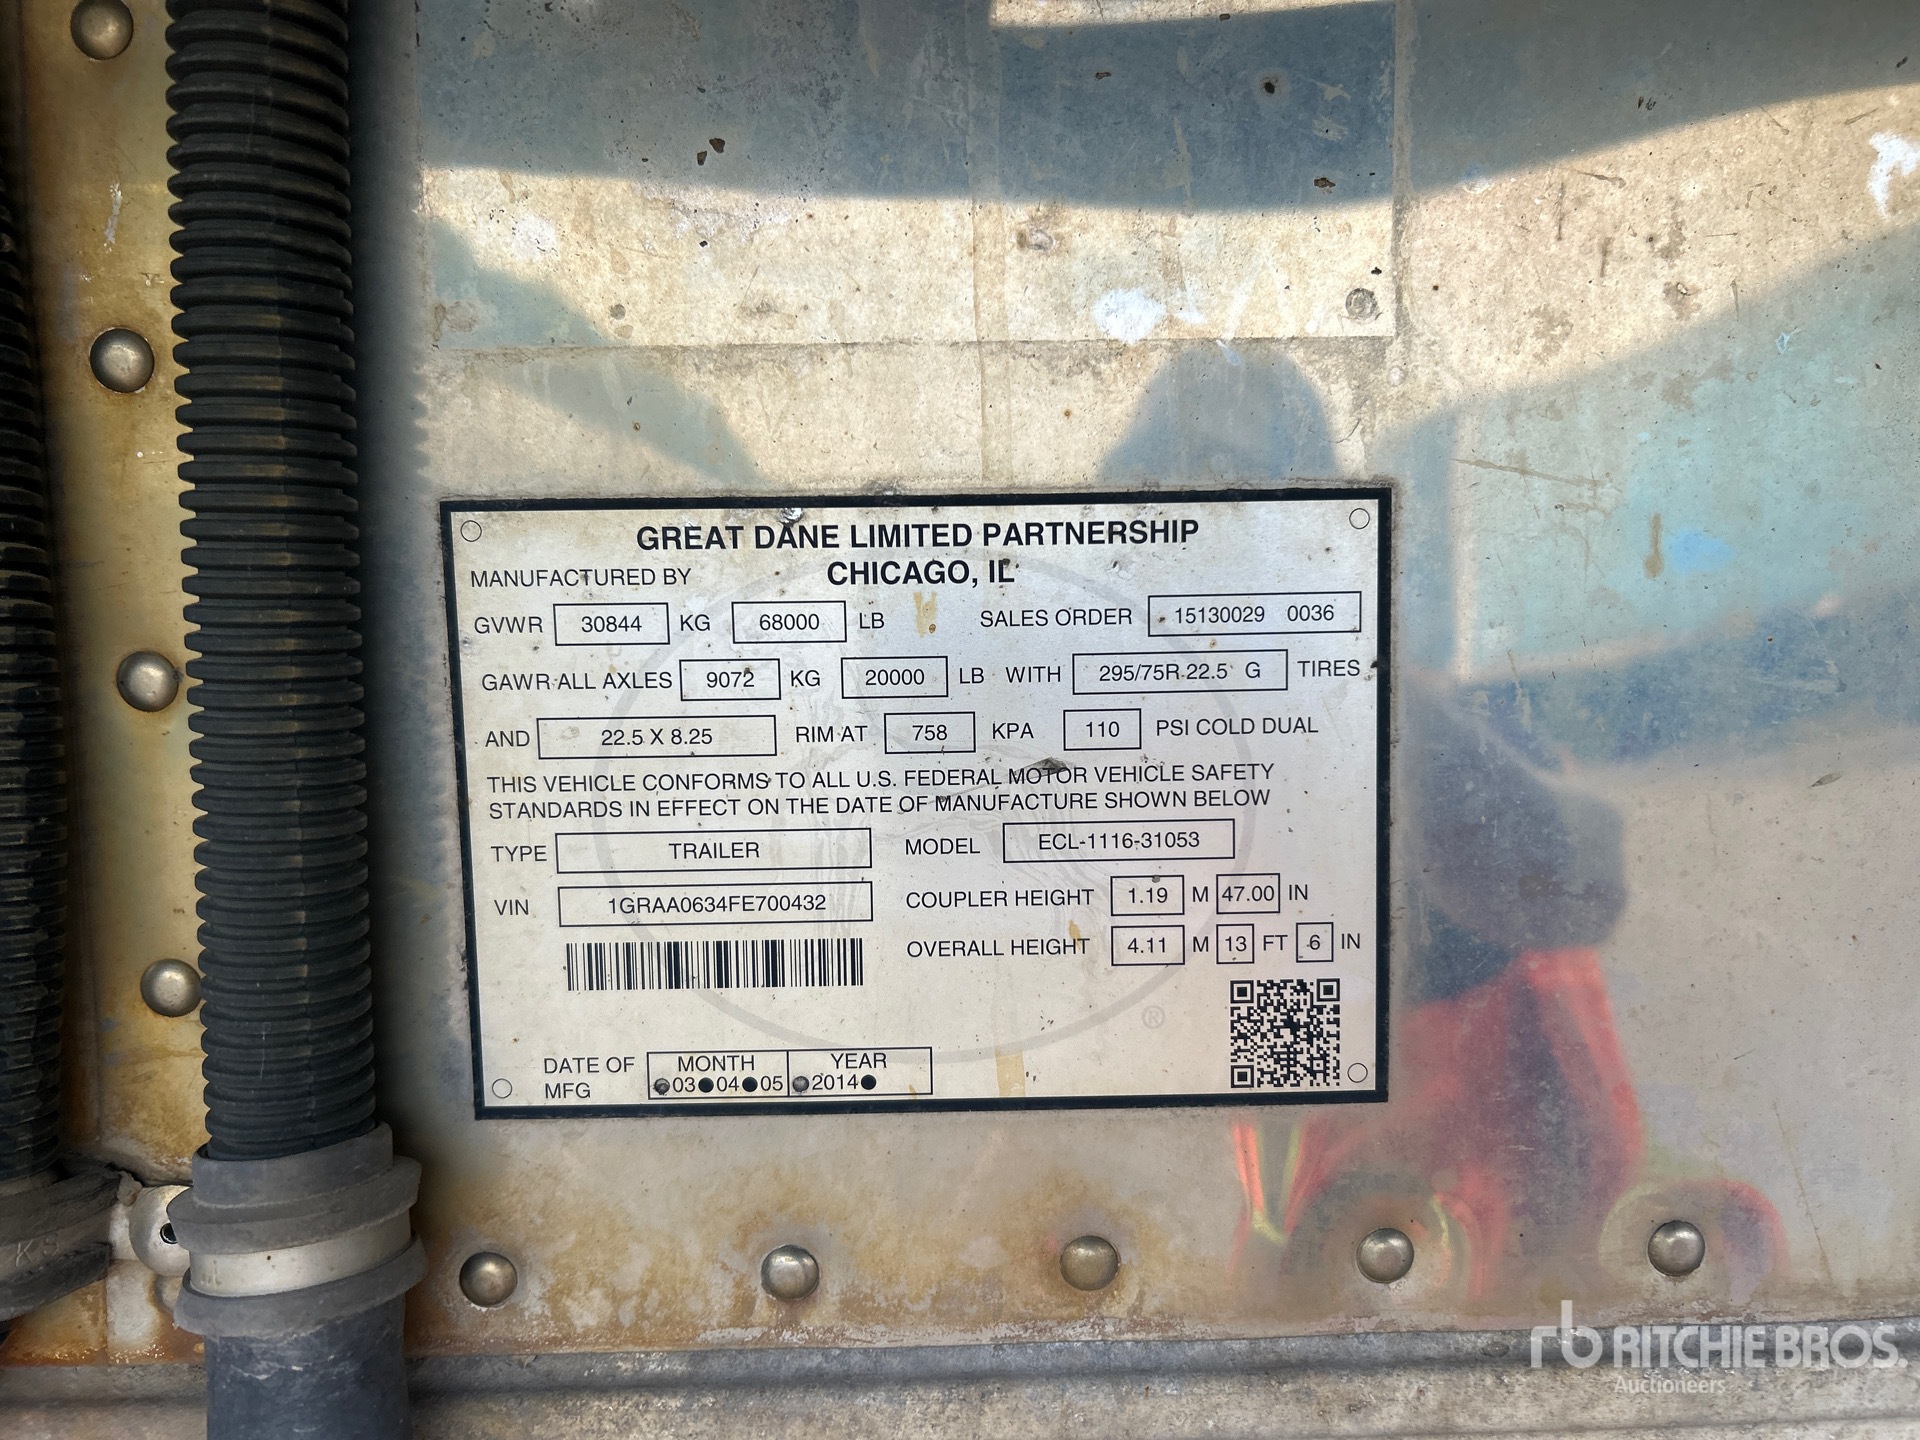 GREAT DANE LIMITED PARTNERSHIP
MANUFACTURED BY CHICAGO, IL
GVWR 30844 KG 68000 LB SALES ORDER 15130029 0036
GAWR ALL AXLES 9072 KG 20000 LB WITH 295/75R 22.5 G TIRES
AND 22.5 X 8.25 RIM AT 758 KPA 110 PSI COLD DUAL
THIS VEHICLE CONFORMS TO ALL U.S. FEDERAL MOTOR VEHICLE SAFETY
STANDARDS IN EFFECT ON THE DATE OF MANUFACTURE SHOWN BELOW
TYPE TRAILER MODEL ECL-1116-31053
VIN 1GRAA0634FE700432 COUPLER HEIGHT 1.19 M 47.00 IN
OVERALL HEIGHT 4.11 M 13 FT 6 IN
®
DATE OF MONTH YEAR
MFG 03 04 05 2014
rb RITCHIE BROS.
Auctioneers